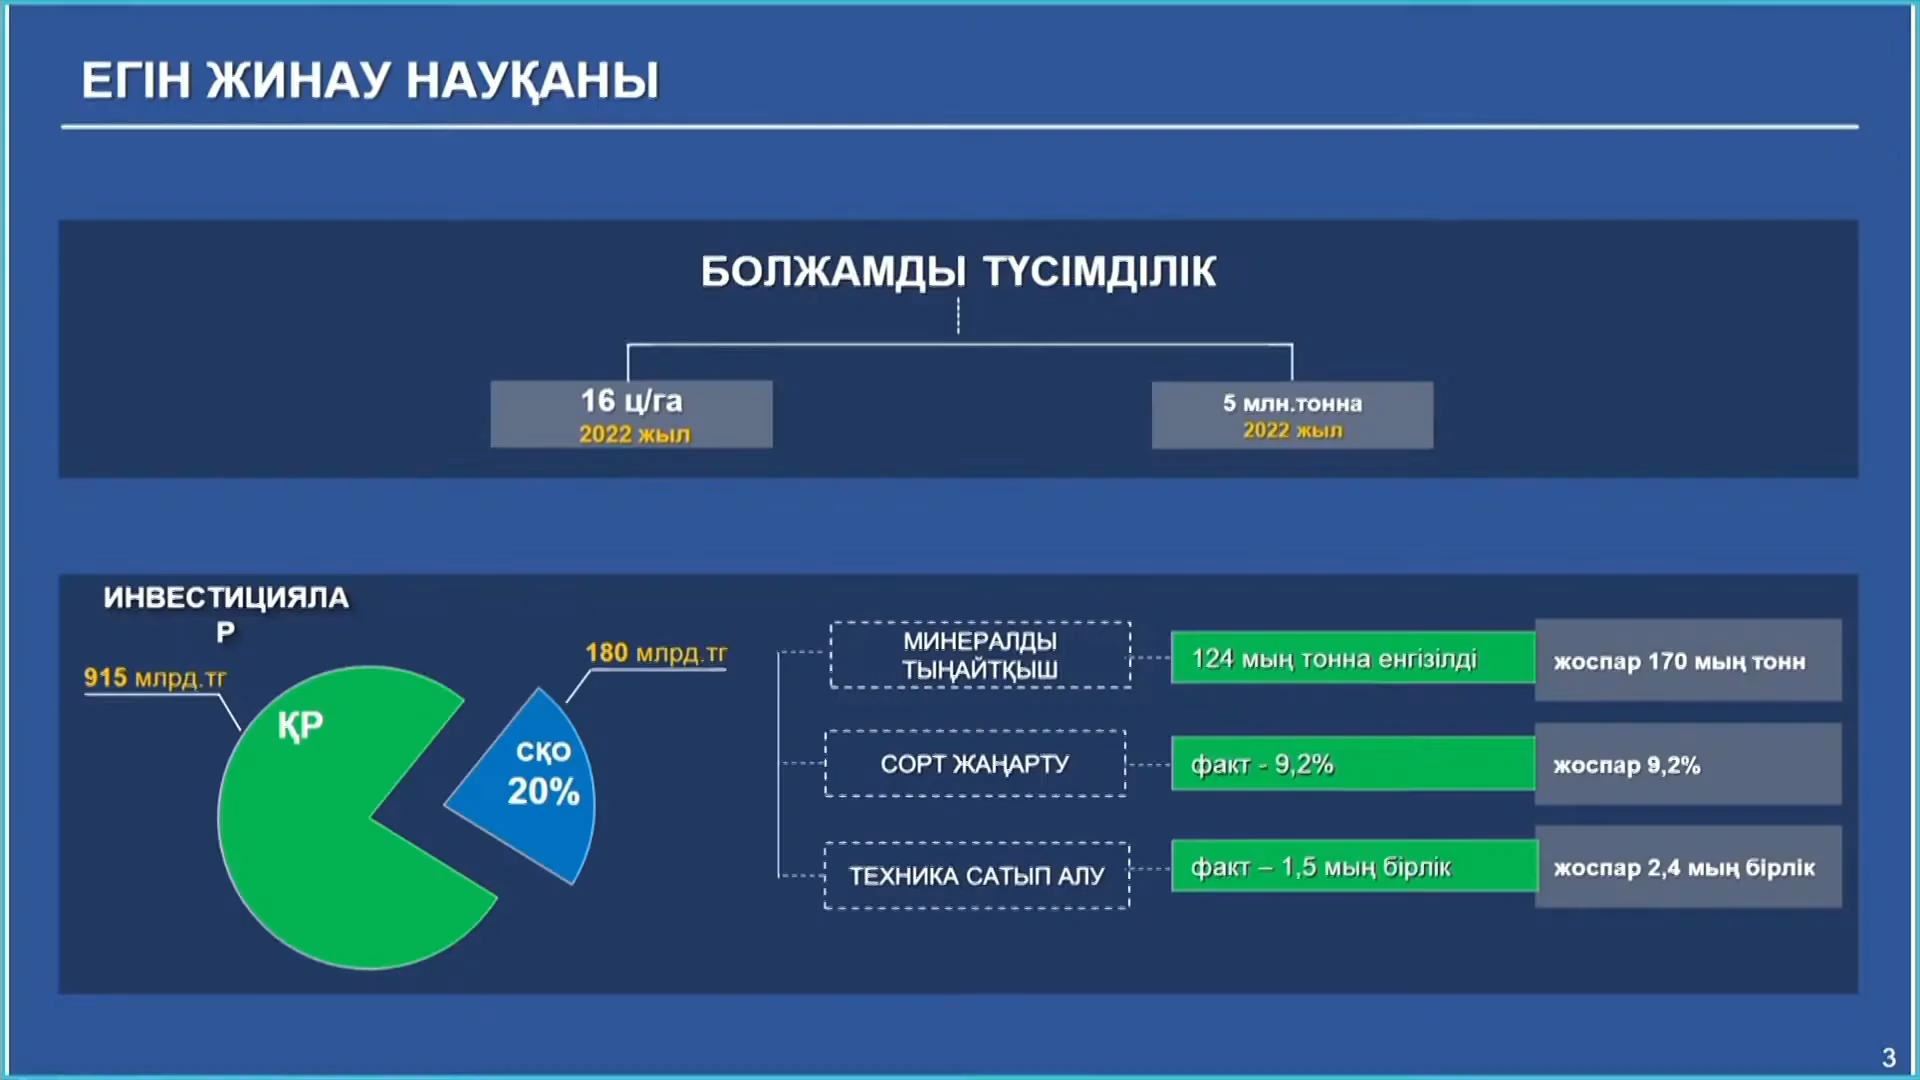 ЕГІН ЖИНАУ НАУҚАНЫ
БОЛЖАМДЫ ТҮСІМДІЛІК
16 ц/га
2022 жыл
5 млн.тонна
2022 жыл
ИНВЕСТИЦИЯЛА
Р
915 млрд.тг
180 млрд.тг
ҚР
СҚО
20%
МИНЕРАЛДЫ
ТЫҢАЙТҚЫШ
124 мың тонна енгізілді
жоспар 170 мың тонн
СОРТ ЖАҢАРТУ
факт - 9,2%
жоспар 9,2%
ТЕХНИКА САТЫП АЛУ
факт – 1,5 мың бірлік
жоспар 2,4 мың бірлік
3